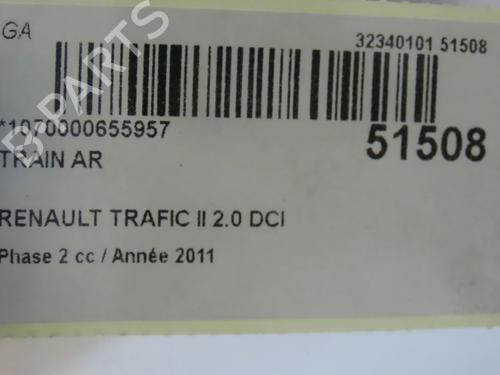 GA
32340101 51508
*1070000655957
51508
TRAIN AR
RENAULT TRAFIC II 2.0 DCI
Phase 2 cc / Année 2011
B PARTS